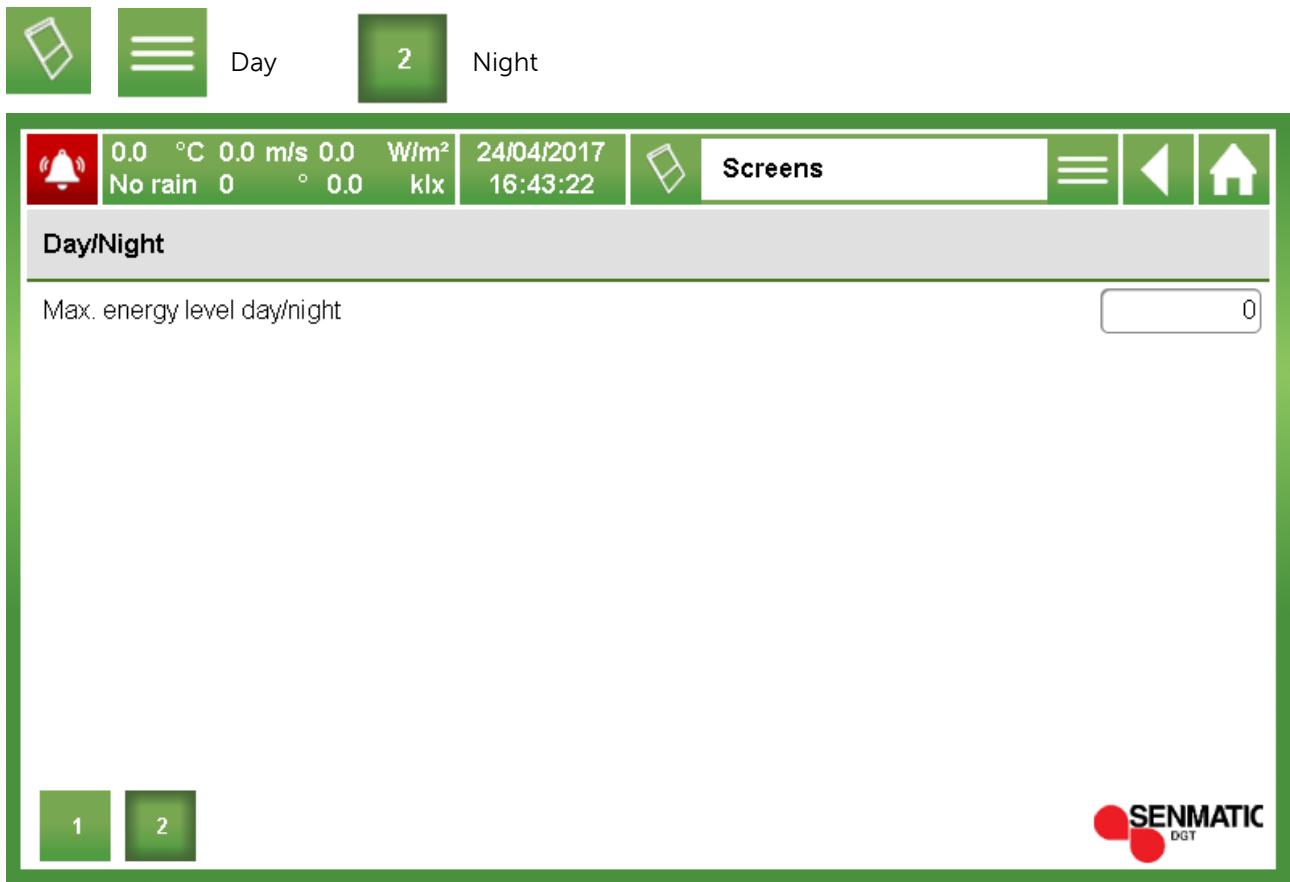 Day 2 Night
0.0 °C 0.0 m/s 0.0 W/m² 24/04/2017 Screens
No rain 0 ° 0.0 klx 16:43:22
Day/Night
Max. energy level day/night 0
1 2
SENMATIC
DGT